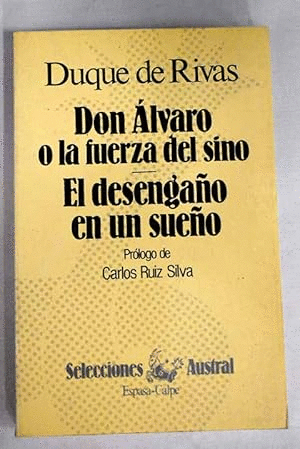 Duque de Rivas
Don Álvaro
o la fuerza del sino
El desengaño
en un sueño
Prólogo de
Carlos Ruiz Silva
Selecciones Austral
Espasa-Calpe